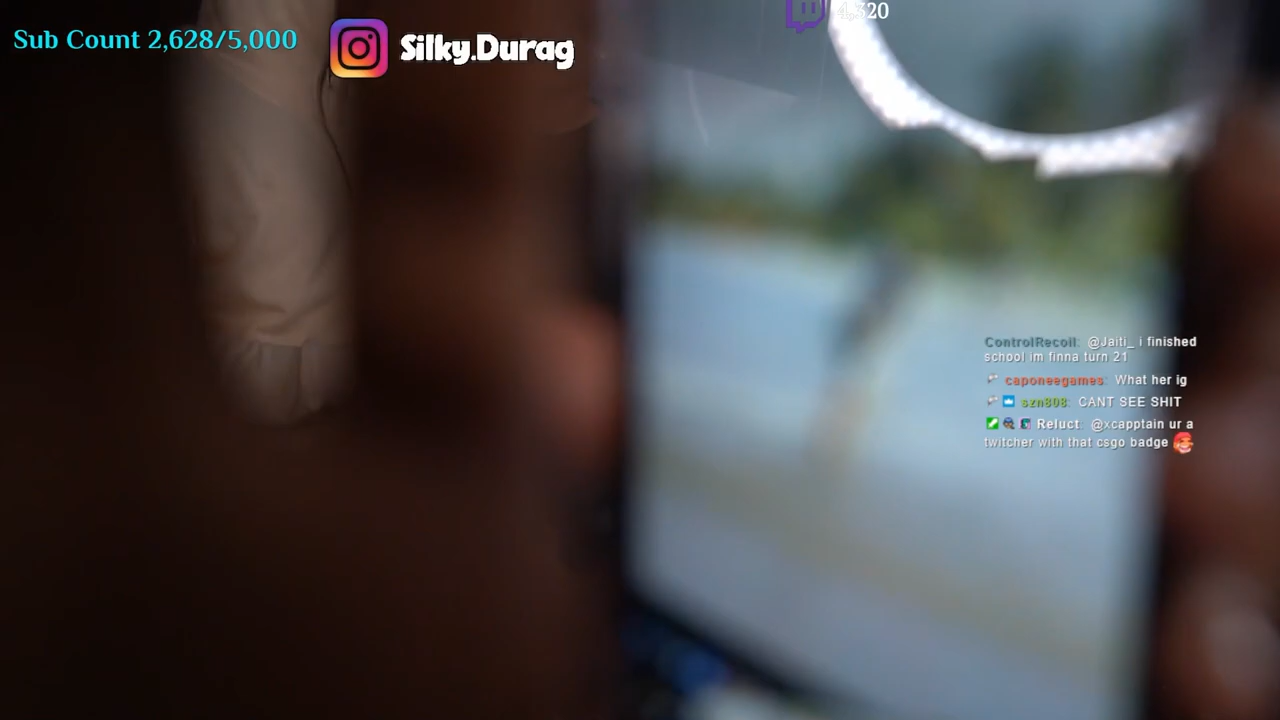 Sub Count 2,628/5,000
Silky.Durag
4,320
ControlRecoil: @Jaiti_ i finished
school im finna turn 21
caponeegames: What her ig
szn808: CANT SEE SHIT
Reluct: @xcapptain ur a
twitcher with that csgo badge